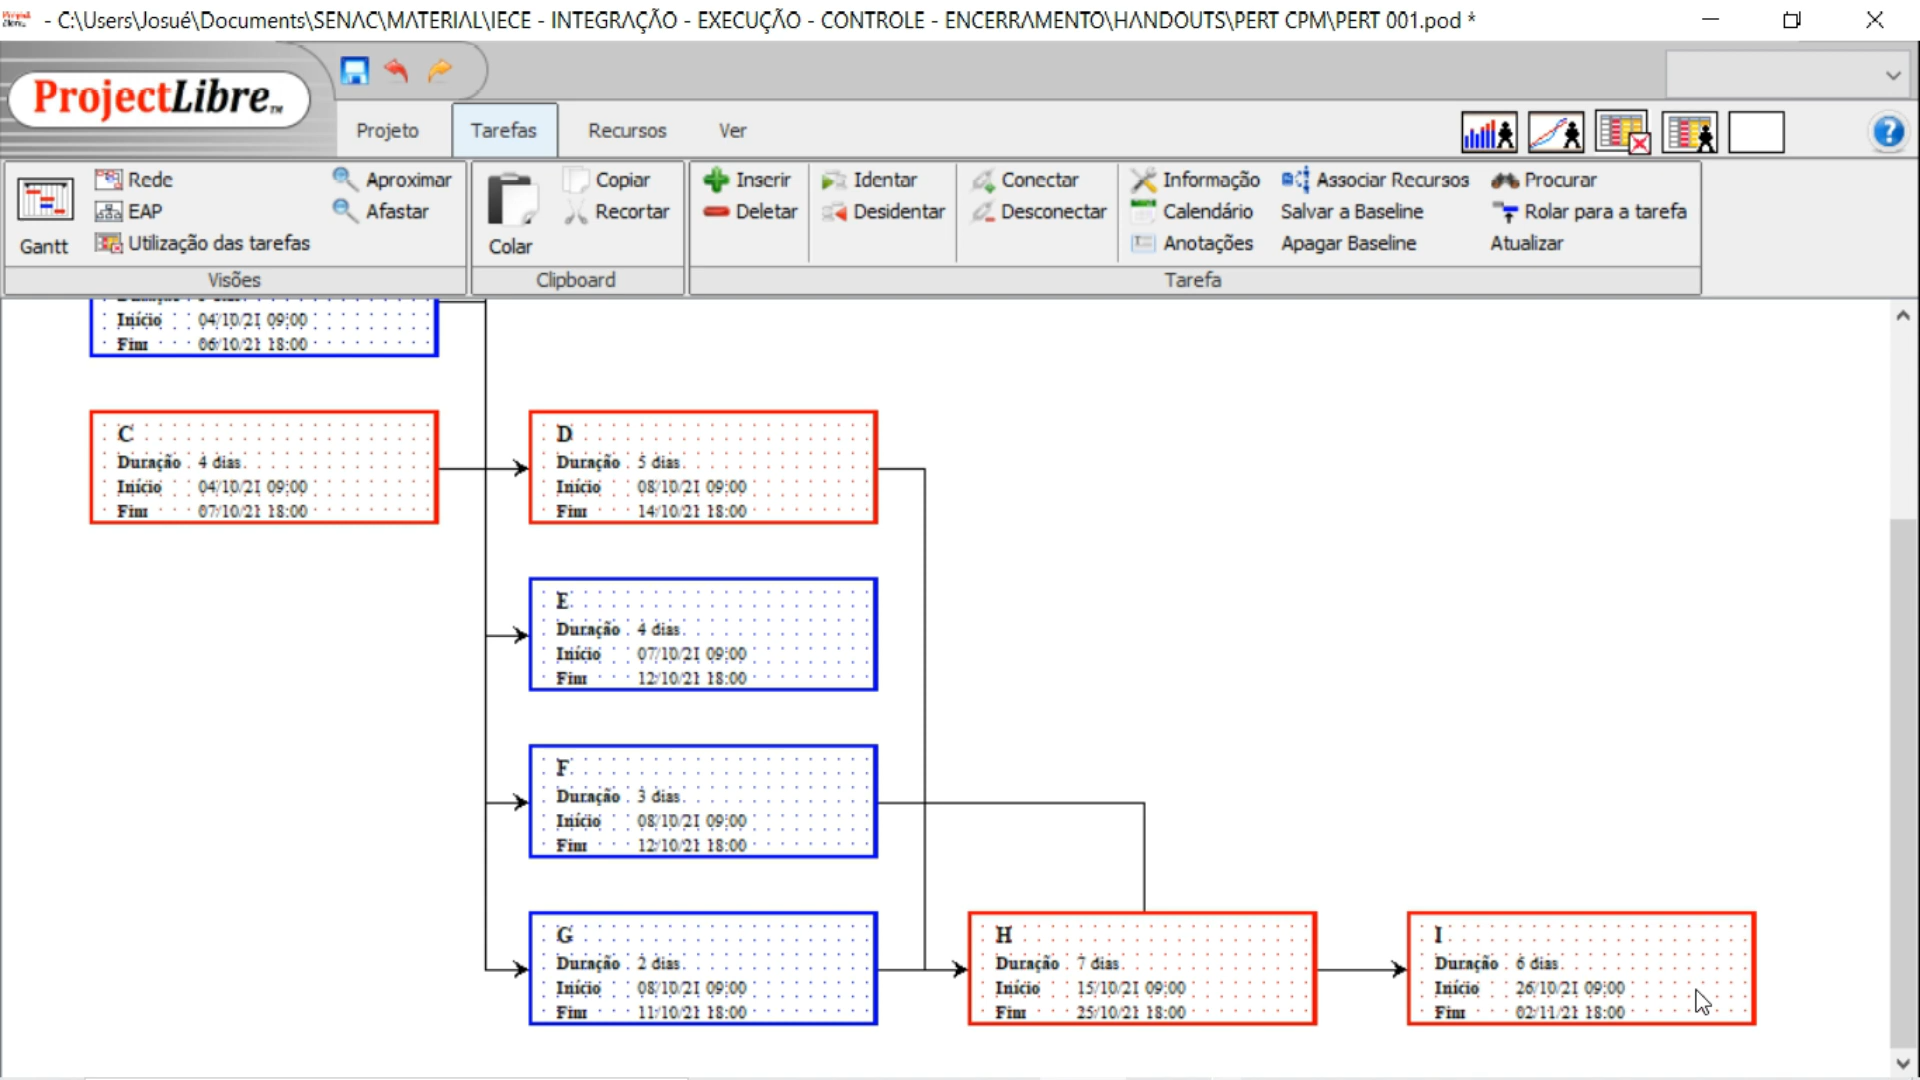 - C:\Users\Josué\Documents\SENAC\MATERIAL\IECE - INTEGRAÇÃO - EXECUÇÃO - CONTROLE - ENCERRAMENTO\HANDOUTS\PERT CPM\PERT 001.pod *
ProjectLibre™
Projeto Tarefas Recursos Ver
Gantt
Rede
EAP
Utilização das tarefas
Aproximar
Afastar
Visões
Colar
Copiar
Recortar
Clipboard
Inserir
Deletar
Identar
Desidentar
Conectar
Desconectar
Informação
Calendário
Anotações
Associar Recursos
Salvar a Baseline
Apagar Baseline
Procurar
Rolar para a tarefa
Atualizar
Tarefa
Início 04/10/21 09:00
Fim 06/10/21 18:00
C
Duração 4 dias
Início 04/10/21 09:00
Fim 07/10/21 18:00
D
Duração 5 dias
Início 08/10/21 09:00
Fim 14/10/21 18:00
E
Duração 4 dias
Início 07/10/21 09:00
Fim 12/10/21 18:00
F
Duração 3 dias
Início 08/10/21 09:00
Fim 12/10/21 18:00
G
Duração 2 dias
Início 08/10/21 09:00
Fim 11/10/21 18:00
H
Duração 7 dias
Início 15/10/21 09:00
Fim 25/10/21 18:00
I
Duração 6 dias
Início 26/10/21 09:00
Fim 02/11/21 18:00